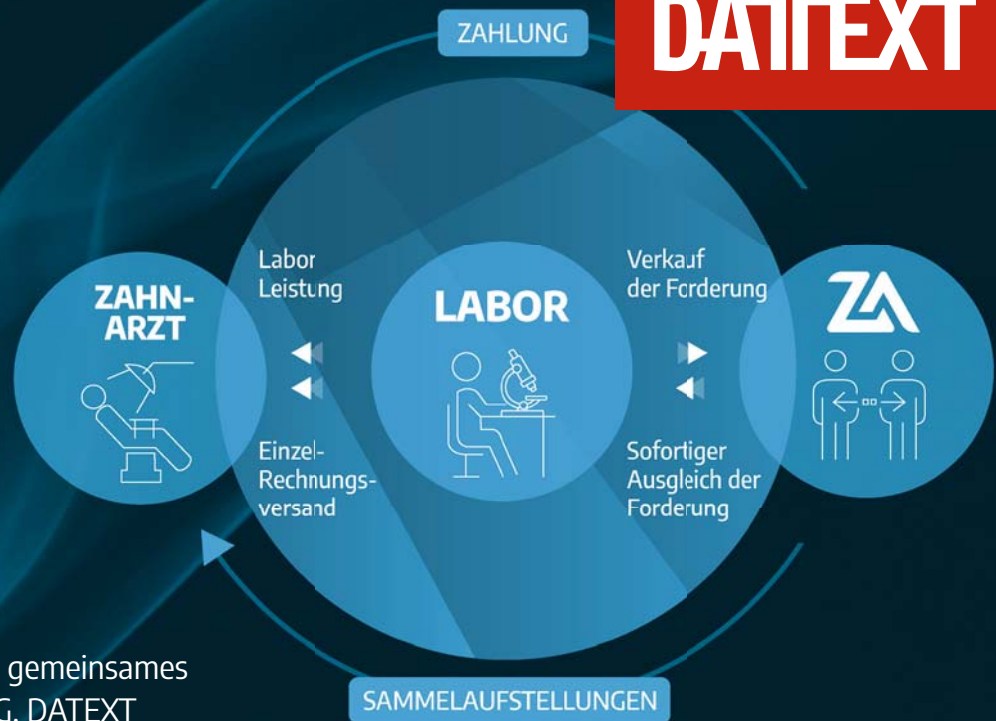 ZAHLUNG
DATEXT
ZAHN-
ARZT
Labor
Leistung
Einzel-
Rechnungs-
versand
LABOR
Verkauf
der Forderung
Sofortiger
Ausgleich der
Forderung
ZA
SAMMELAUFSTELLUNGEN
gemeinsames
G. DATEXT